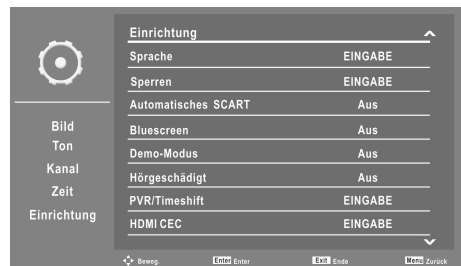 Bild
Ton
Kanal
Zeit
Einrichtung
Einrichtung
Sprache EINGABE
Sperren EINGABE
Automatisches SCART Aus
Bluescreen Aus
Demo-Modus Aus
Hörgeschädigt Aus
PVR/Timeshift EINGABE
HDMI CEC EINGABE
Beweg. Enter Enter Exit Ende Menu Zurück